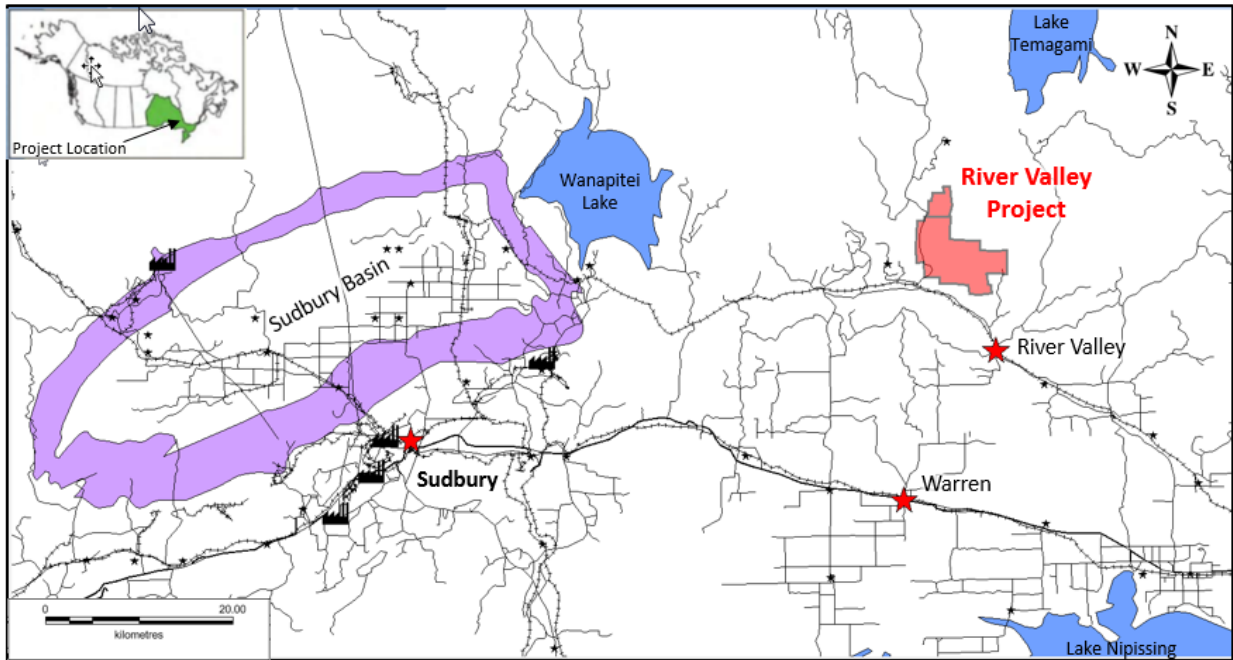 Project Location
Lake
Temagami
N
W
E
S
Wanapitei
Lake
River Valley
Project
Sudbury Basin
River Valley
Sudbury
Warren
0
20.00
kilometres
Lake Nipissing